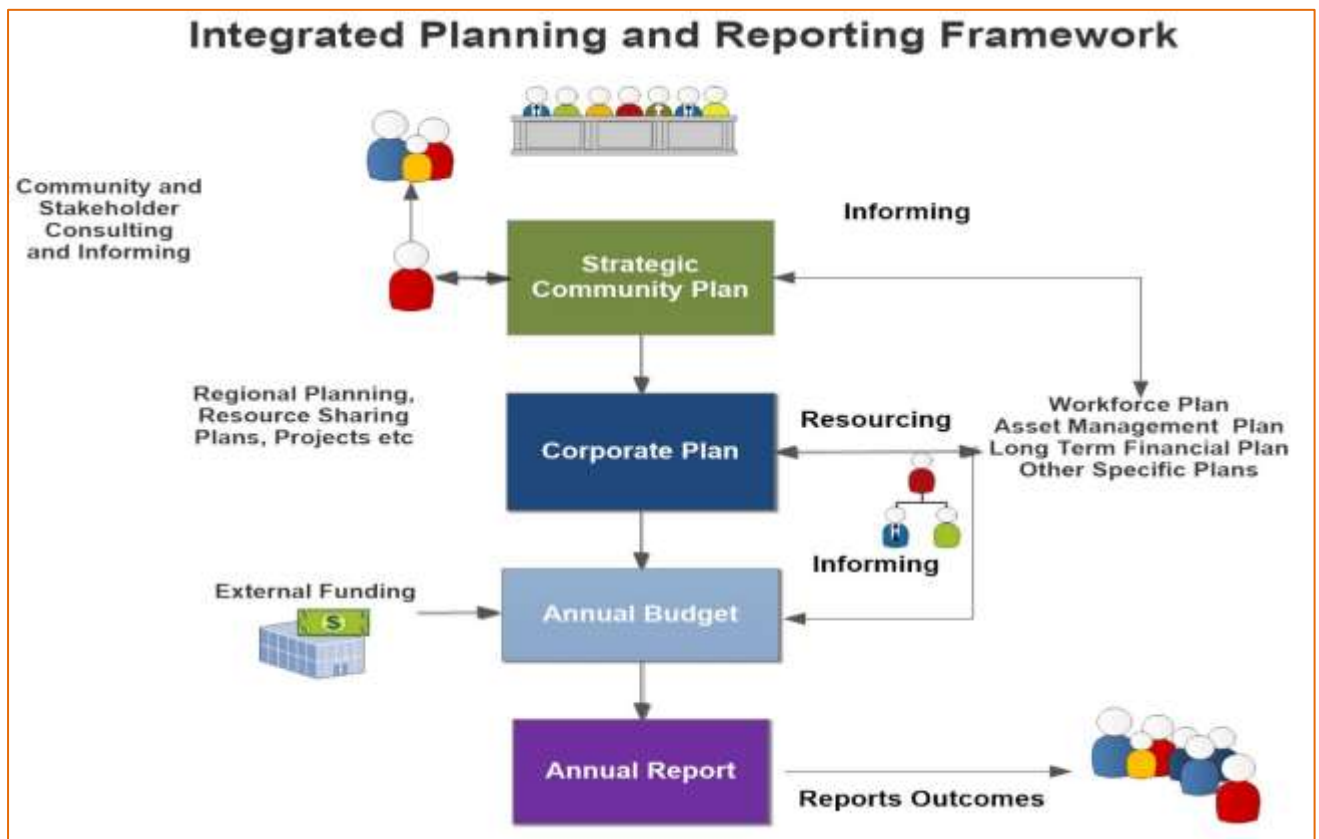 Integrated Planning and Reporting Framework
Community and
Stakeholder
Consulting
and Informing
Informing
Strategic
Community Plan
Regional Planning,
Resource Sharing
Plans, Projects etc
Corporate Plan
Resourcing
Workforce Plan
Asset Management Plan
Long Term Financial Plan
Other Specific Plans
Informing
External Funding
$
Annual Budget
Annual Report
Reports Outcomes